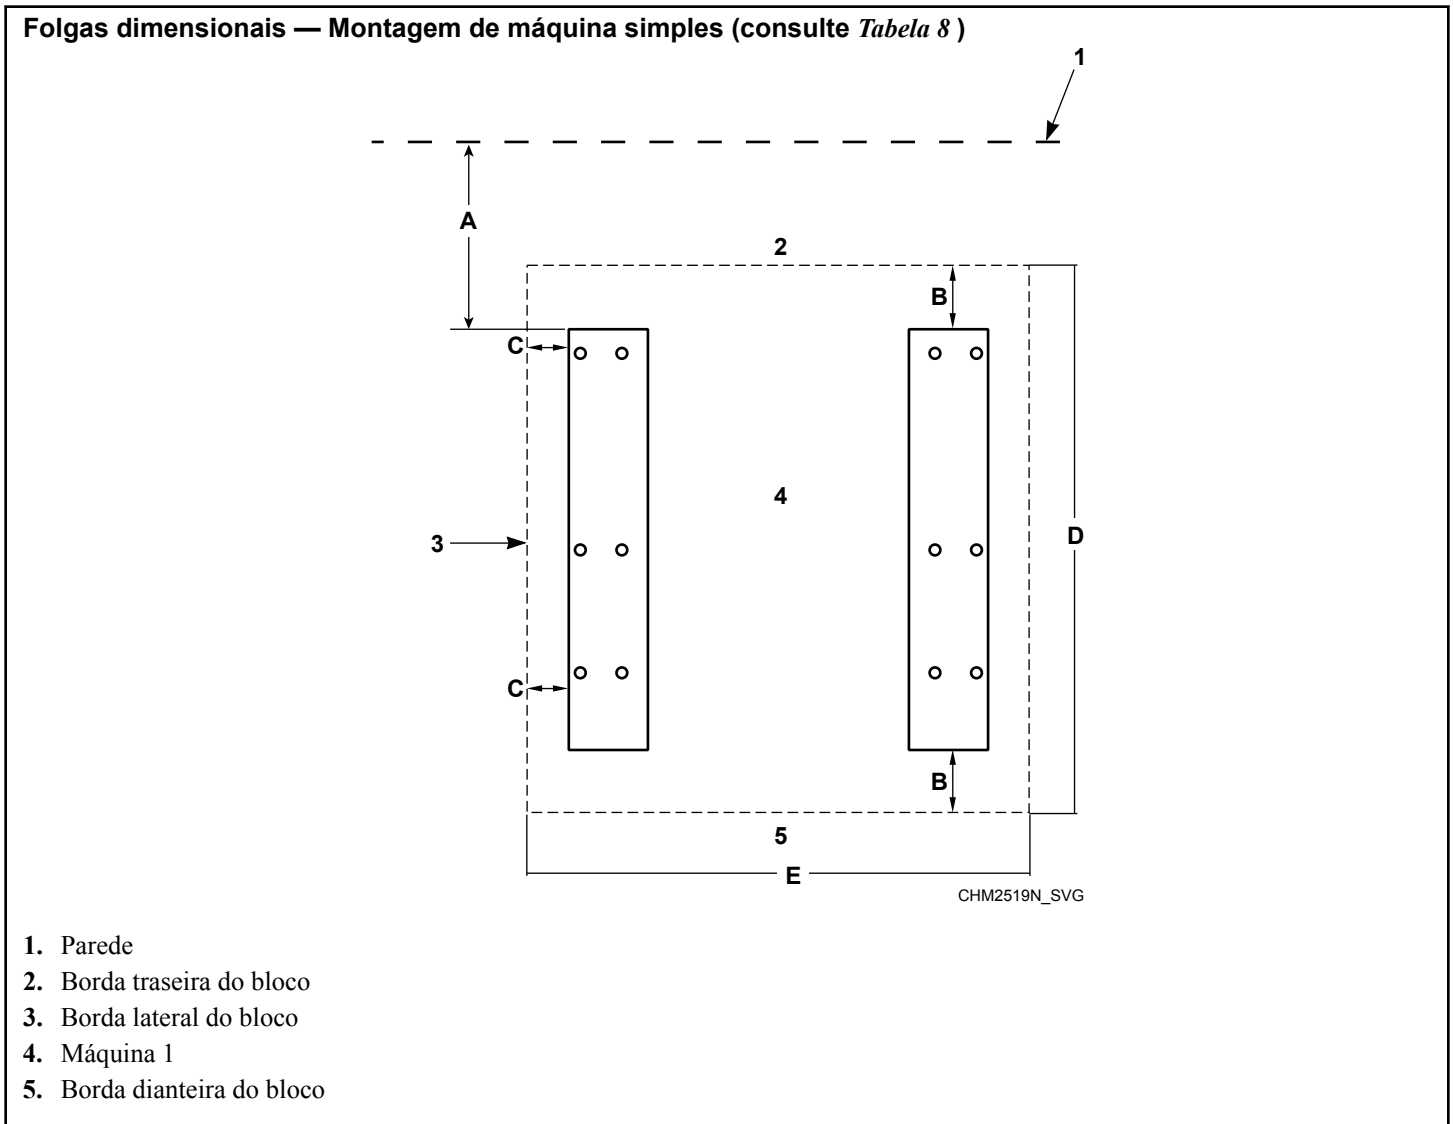 Folgas dimensionais — Montagem de máquina simples (consulte Tabela 8 )
1
A
2
B
C
4
3
D
C
B
5
E
CHM2519N_SVG
1. Parede
2. Borda traseira do bloco
3. Borda lateral do bloco
4. Máquina 1
5. Borda dianteira do bloco